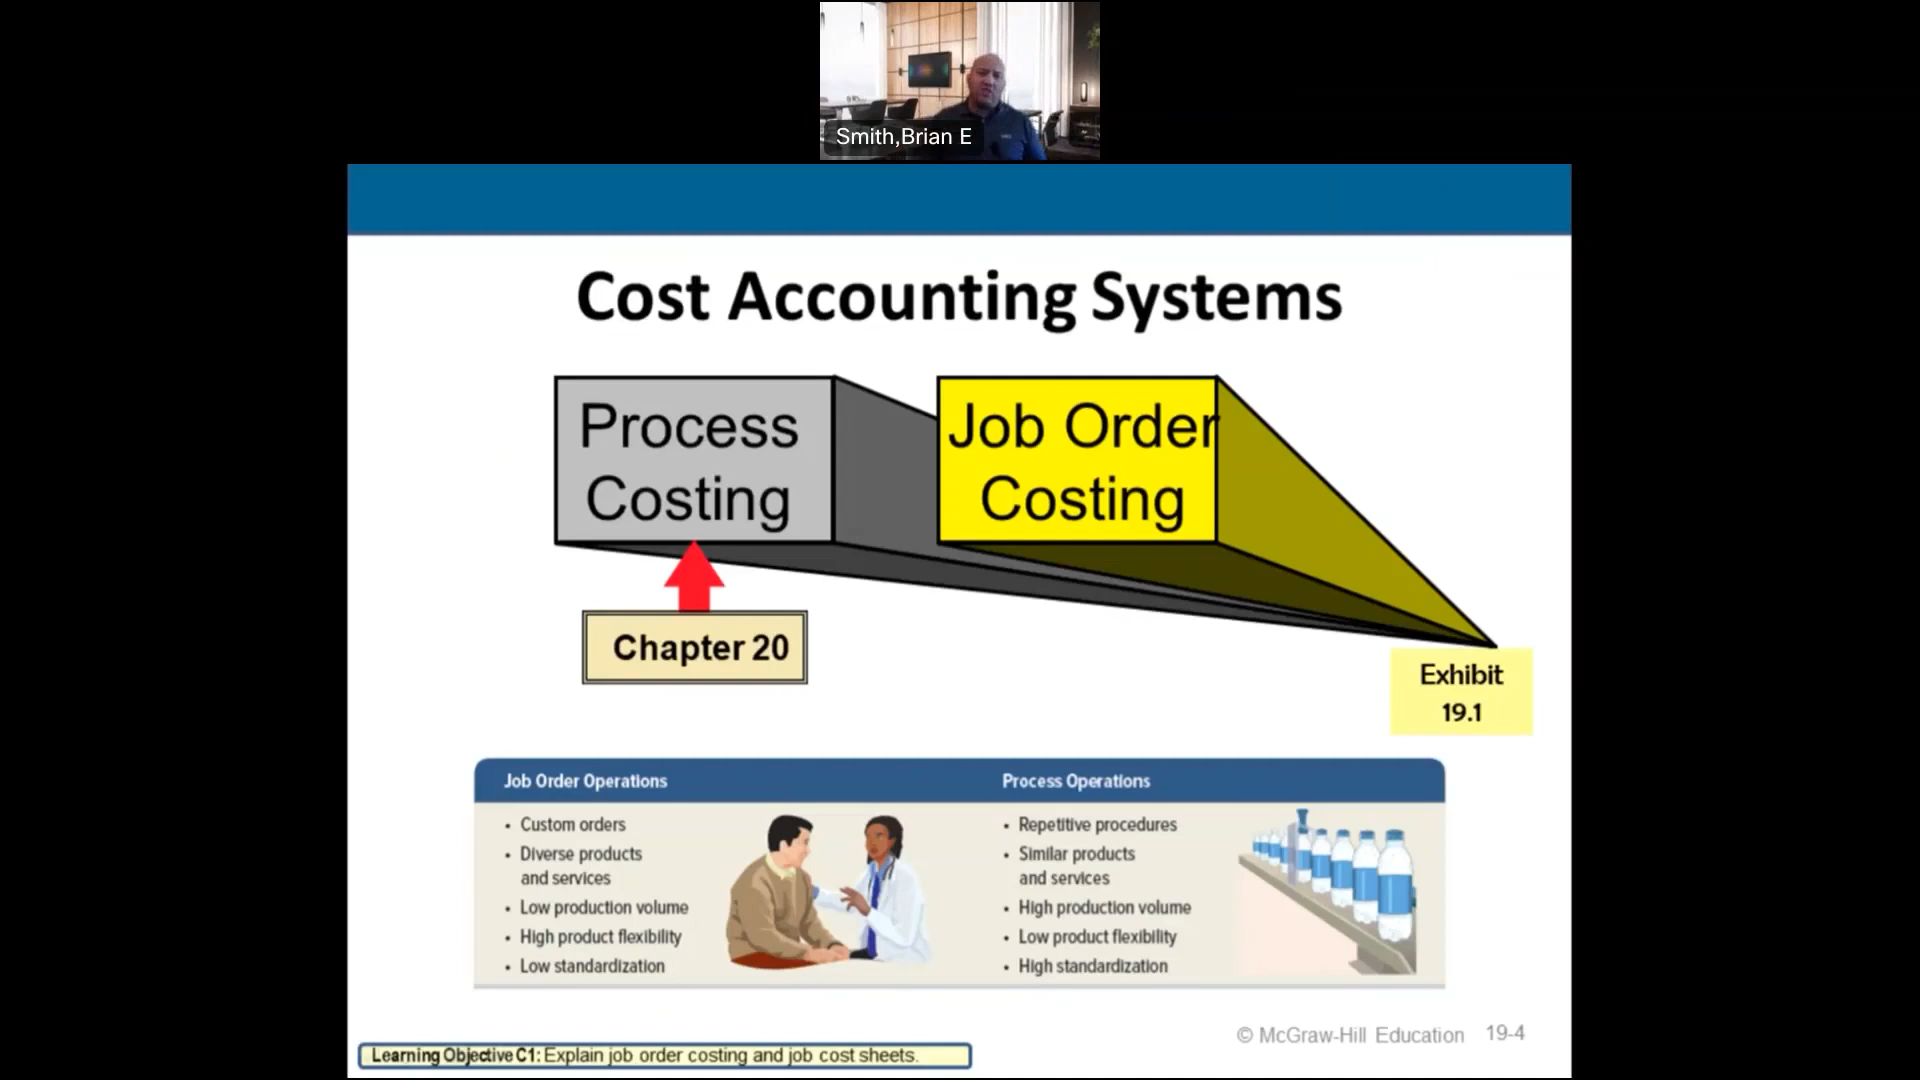 Smith,Brian E
Cost Accounting Systems
Process
Costing
Job Order
Costing
Chapter 20
Exhibit
19.1
Job Order Operations
• Custom orders
• Diverse products
and services
• Low production volume
• High product flexibility
• Low standardization
Process Operations
• Repetitive procedures
• Similar products
and services
• High production volume
• Low product flexibility
• High standardization
© McGraw-Hill Education
19-4
Learning Objective C1: Explain job order costing and job cost sheets.